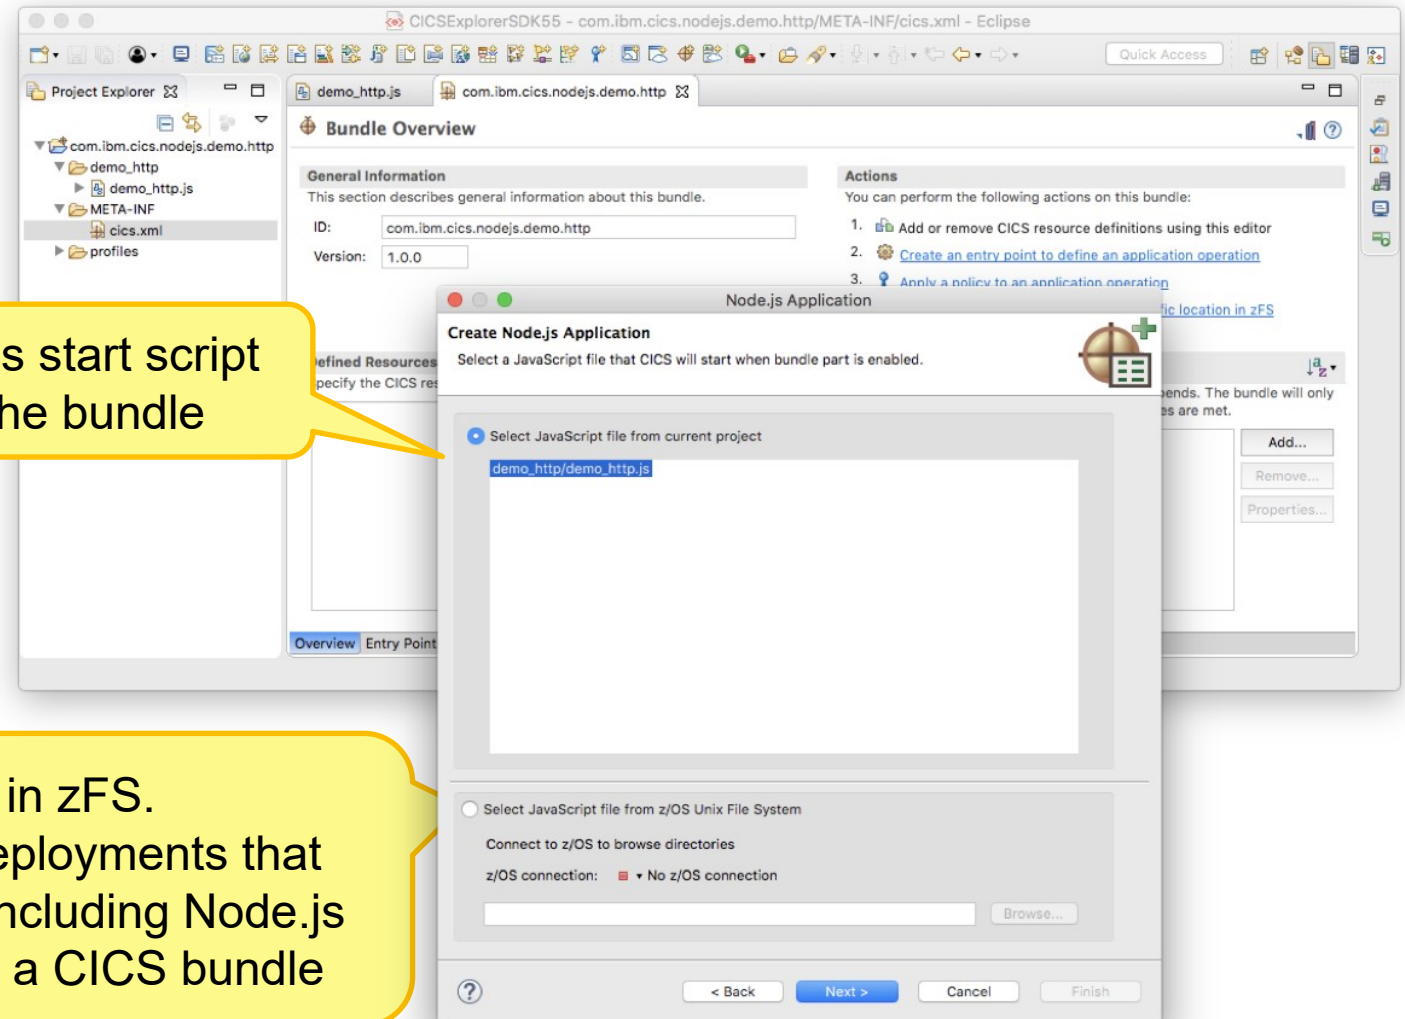 CICSExplorerSDK55 - com.ibm.cics.nodejs.demo.http/META-INF/cics.xml - Eclipse
Quick Access
Project Explorer
demo_http.js
com.ibm.cics.nodejs.demo.http
com.ibm.cics.nodejs.demo.http
demo_http
demo_http.js
META-INF
cics.xml
profiles
Bundle Overview
General Information
This section describes general information about this bundle.
ID: com.ibm.cics.nodejs.demo.http
Version: 1.0.0
Actions
You can perform the following actions on this bundle:
1. Add or remove CICS resource definitions using this editor
2. Create an entry point to define an application operation
3. Apply a policy to an application operation
fic location in zFS
s start script
he bundle
efined Resources
pecify the CICS res
ends. The bundle will only
es are met.
Add...
Remove...
Properties...
Overview Entry Point
Node.js Application
Create Node.js Application
Select a JavaScript file that CICS will start when bundle part is enabled.
Select JavaScript file from current project
demo_http/demo_http.js
Select JavaScript file from z/OS Unix File System
Connect to z/OS to browse directories
z/OS connection: No z/OS connection
Browse...
< Back Next > Cancel Finish
in zFS.
eployments that
ncluding Node.js
a CICS bundle